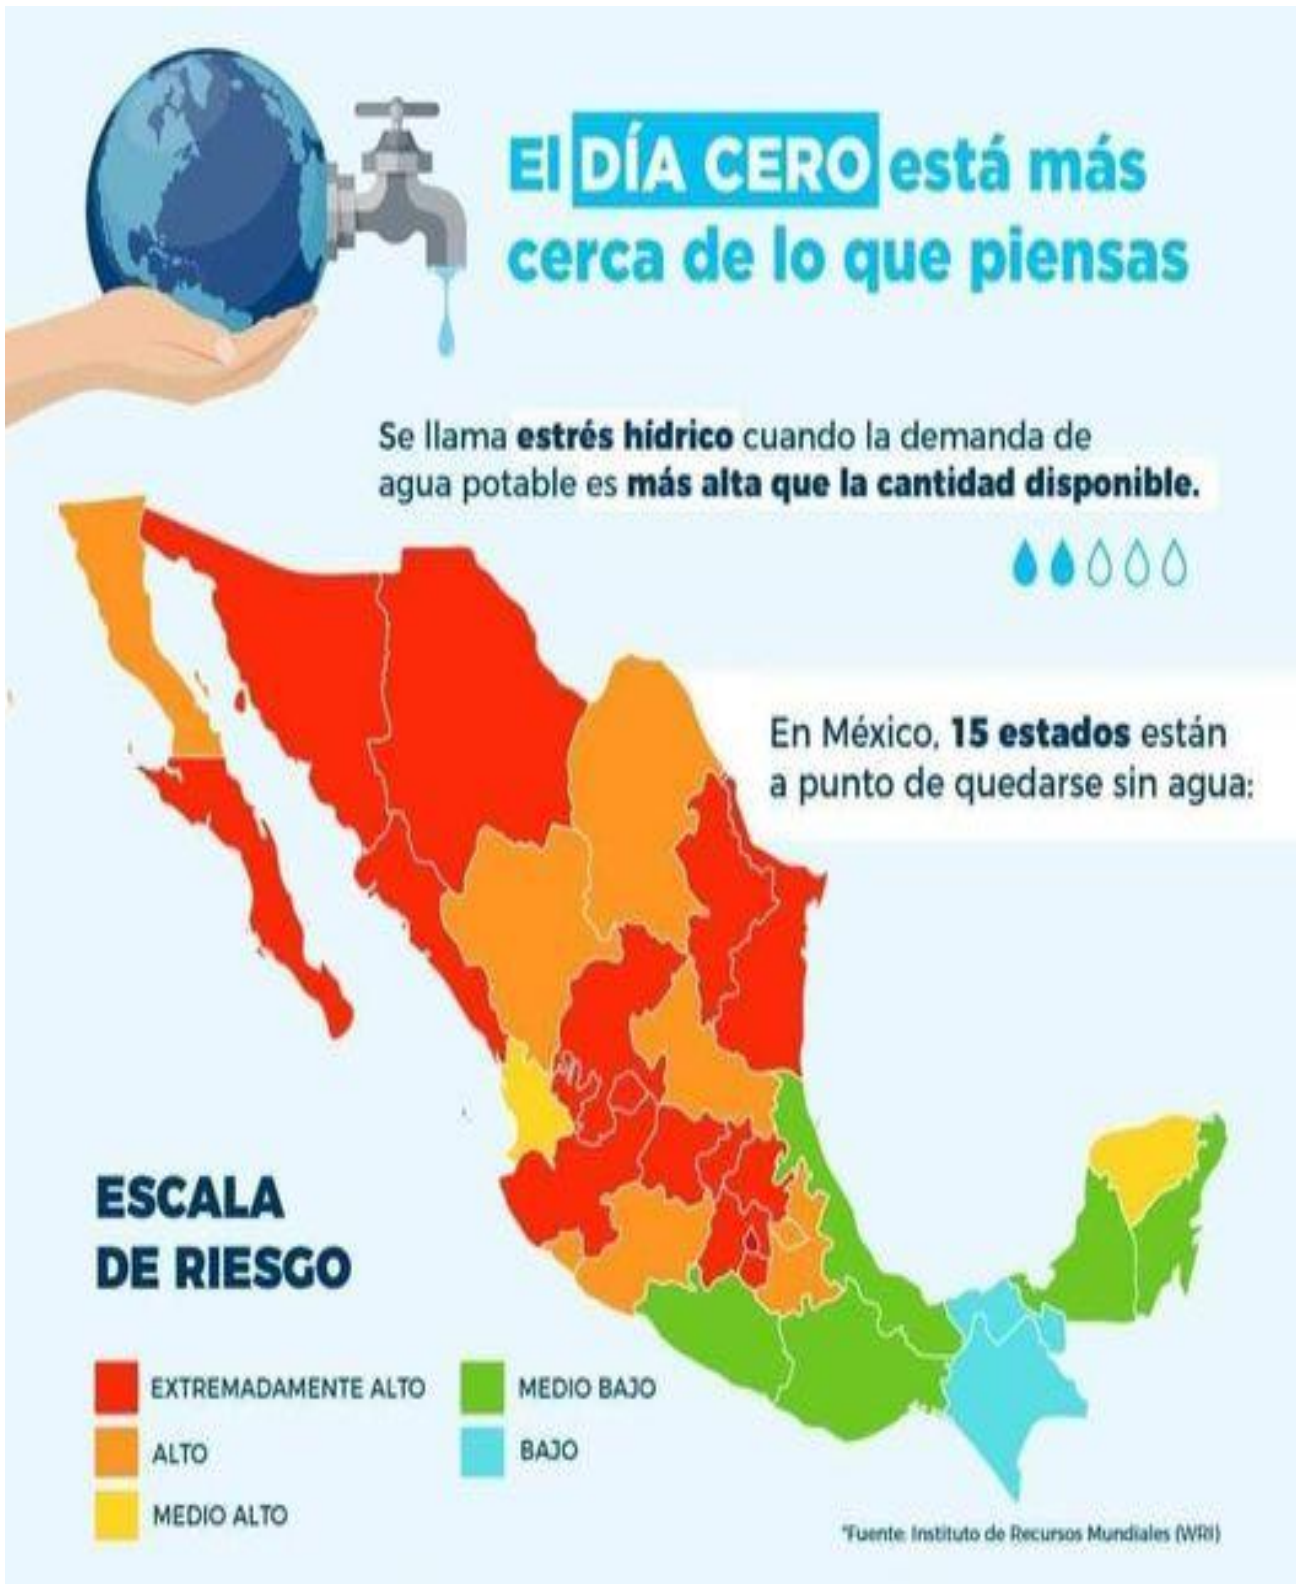 El DÍA CERO está más
cerca de lo que piensas
Se llama estrés hídrico cuando la demanda de
agua potable es más alta que la cantidad disponible.
En México, 15 estados están
a punto de quedarse sin agua:
ESCALA
DE RIESGO
EXTREMADAMENTE ALTO
ALTO
MEDIO ALTO
MEDIO BAJO
BAJO
*Fuente: Instituto de Recursos Mundiales (WRI)